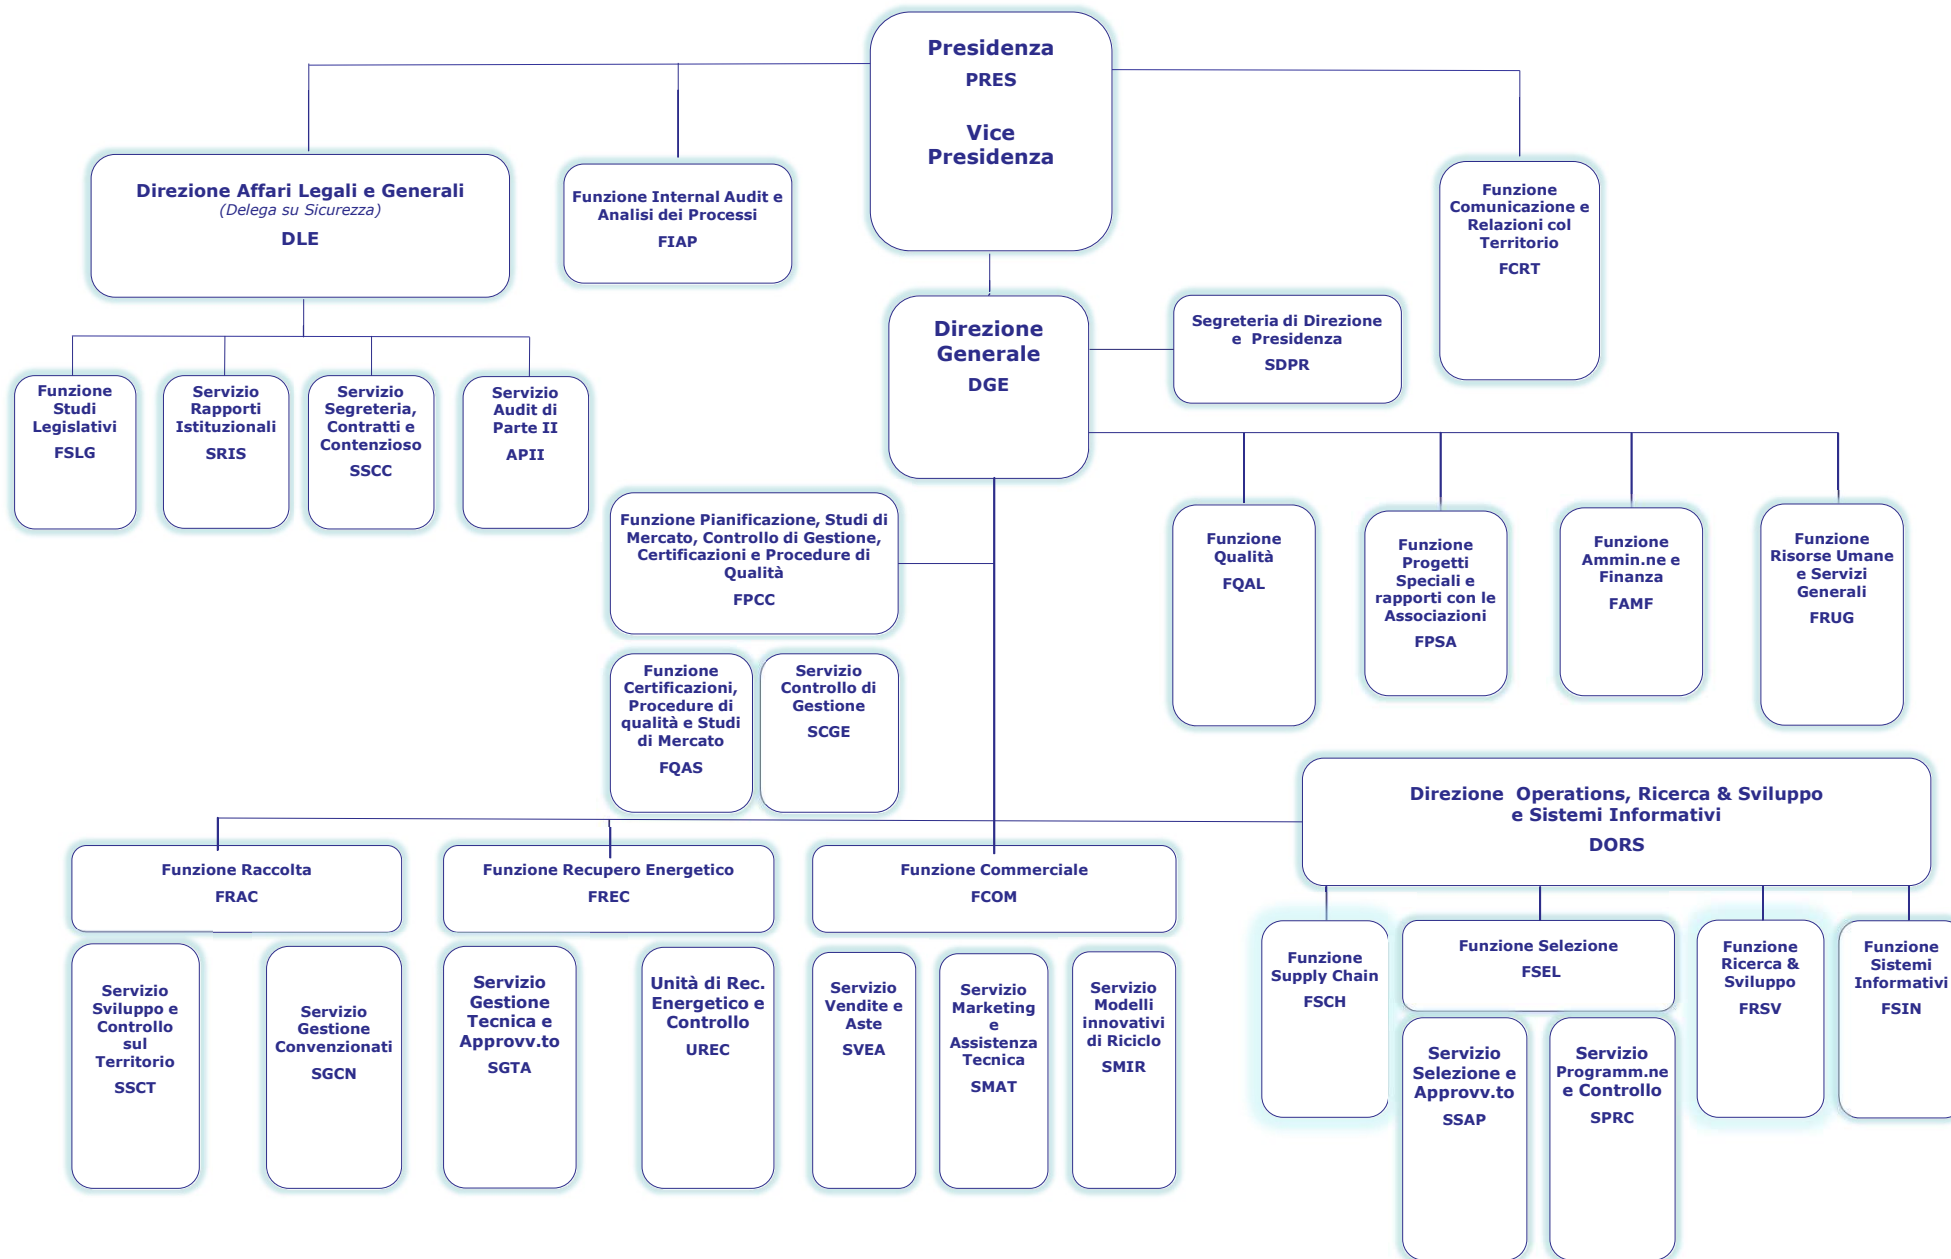 Presidenza
PRES
Vice
Presidenza
Direzione Affari Legali e Generali
(Delega su Sicurezza)
DLE
Funzione Internal Audit e
Analisi dei Processi
FIAP
Funzione
Comunicazione e
Relazioni col
Territorio
FCRT
Direzione
Generale
DGE
Segreteria di Direzione
e Presidenza
SDPR
Funzione
Studi
Legislativi
FSLG
Servizio
Rapporti
Istituzionali
SRIS
Servizio
Segreteria,
Contratti e
Contenzioso
SSCC
Servizio
Audit di
Parte II
APII
Funzione Pianificazione, Studi di
Mercato, Controllo di Gestione,
Certificazioni e Procedure di
Qualità
FPCC
Funzione
Qualità
FQAL
Funzione
Progetti
Speciali e
rapporti con le
Associazioni
FPSA
Funzione
Ammin.ne e
Finanza
FAMF
Funzione
Risorse Umane
e Servizi
Generali
FRUG
Funzione
Certificazioni,
Procedure di
qualità e Studi
di Mercato
FQAS
Servizio
Controllo di
Gestione
SCGE
Direzione Operations, Ricerca & Sviluppo
e Sistemi Informativi
DORS
Funzione Raccolta
FRAC
Funzione Recupero Energetico
FREC
Funzione Commerciale
FCOM
Servizio
Sviluppo e
Controllo
sul
Territorio
SSCT
Servizio
Gestione
Convenzionati
SGCN
Servizio
Gestione
Tecnica e
Approvv.to
SGTA
Unità di Rec.
Energetico e
Controllo
UREC
Servizio
Vendite e
Aste
SVEA
Servizio
Marketing
e
Assistenza
Tecnica
SMAT
Servizio
Modelli
innovativi
di Riciclo
SMIR
Funzione
Supply Chain
FSCH
Funzione Selezione
FSEL
Funzione
Ricerca &
Sviluppo
FRSV
Funzione
Sistemi
Informativi
FSIN
Servizio
Selezione e
Approvv.to
SSAP
Servizio
Programm.ne
e Controllo
SPRC